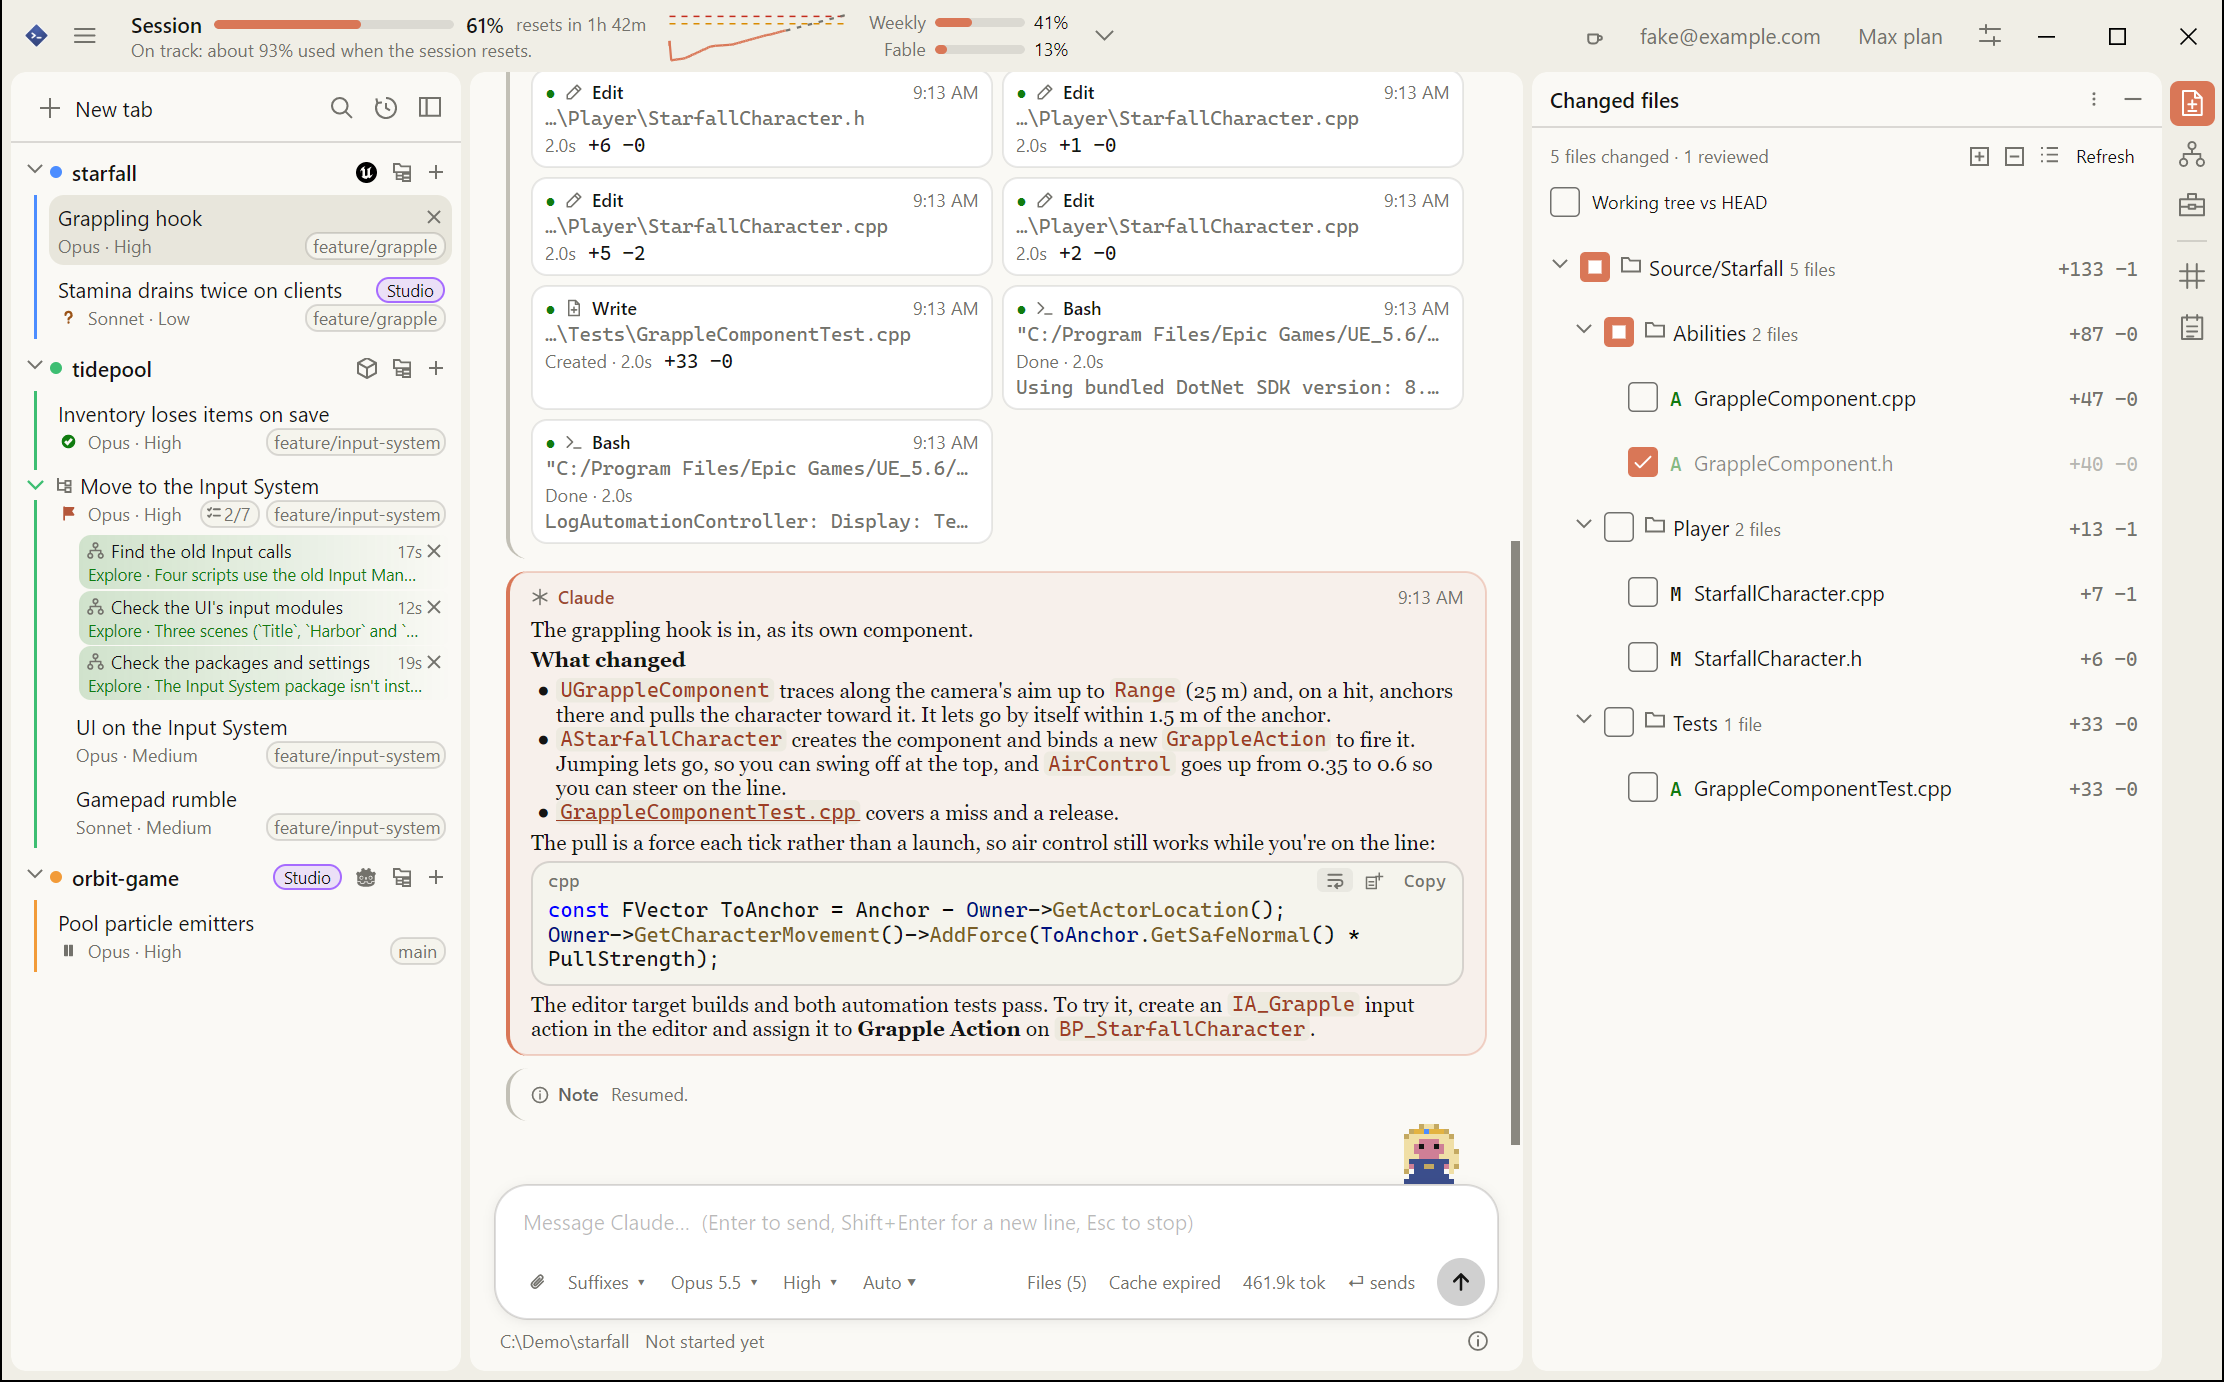 Session 61% resets in 1h 42m
On track: about 93% used when the session resets.
Weekly 41%
Fable 13%
fake@example.com Max plan
New tab
starfall
Grappling hook
Opus · High feature/grapple
Stamina drains twice on clients Studio
? Sonnet · Low feature/grapple
tidepool
Inventory loses items on save
Opus · High feature/input-system
Move to the Input System
Opus · High 2/7 feature/input-system
Find the old Input calls 17s
Explore · Four scripts use the old Input Man...
Check the UI's input modules 12s
Explore · Three scenes (`Title`, `Harbor` and `...
Check the packages and settings 19s
Explore · The Input System package isn't inst...
UI on the Input System
Opus · Medium feature/input-system
Gamepad rumble
Sonnet · Medium feature/input-system
orbit-game Studio
Pool particle emitters
Opus · High main
Edit 9:13 AM
…\Player\StarfallCharacter.h
2.0s +6 −0
Edit 9:13 AM
…\Player\StarfallCharacter.cpp
2.0s +1 −0
Edit 9:13 AM
…\Player\StarfallCharacter.cpp
2.0s +5 −2
Edit 9:13 AM
…\Player\StarfallCharacter.cpp
2.0s +2 −0
Write 9:13 AM
…\Tests\GrappleComponentTest.cpp
Created · 2.0s +33 −0
Bash 9:13 AM
"C:/Program Files/Epic Games/UE_5.6/…
Done · 2.0s
Using bundled DotNet SDK version: 8.…
Bash 9:13 AM
"C:/Program Files/Epic Games/UE_5.6/…
Done · 2.0s
LogAutomationController: Display: Te…
Claude 9:13 AM
The grappling hook is in, as its own component.
What changed
• UGrappleComponent traces along the camera's aim up to Range (25 m) and, on a hit, anchors
there and pulls the character toward it. It lets go by itself within 1.5 m of the anchor.
• AStarfallCharacter creates the component and binds a new GrappleAction to fire it.
Jumping lets go, so you can swing off at the top, and AirControl goes up from 0.35 to 0.6 so
you can steer on the line.
• GrappleComponentTest.cpp covers a miss and a release.
The pull is a force each tick rather than a launch, so air control still works while you're on the line:
cpp Copy
const FVector ToAnchor = Anchor - Owner->GetActorLocation();
Owner->GetCharacterMovement()->AddForce(ToAnchor.GetSafeNormal() *
PullStrength);
The editor target builds and both automation tests pass. To try it, create an IA_Grapple input
action in the editor and assign it to Grapple Action on BP_StarfallCharacter.
Note Resumed.
Message Claude... (Enter to send, Shift+Enter for a new line, Esc to stop)
Suffixes Opus 5.5 High Auto Files (5) Cache expired 461.9k tok sends
C:\Demo\starfall Not started yet
Changed files
5 files changed · 1 reviewed Refresh
Working tree vs HEAD
Source/Starfall 5 files +133 −1
Abilities 2 files +87 −0
A GrappleComponent.cpp +47 −0
A GrappleComponent.h +40 −0
Player 2 files +13 −1
M StarfallCharacter.cpp +7 −1
M StarfallCharacter.h +6 −0
Tests 1 file +33 −0
A GrappleComponentTest.cpp +33 −0